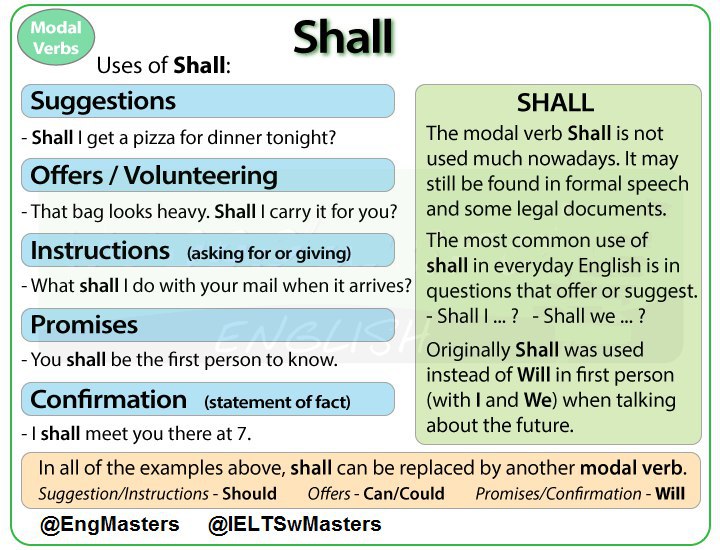 Modal
Verbs
Shall
Uses of Shall:
Suggestions
- Shall I get a pizza for dinner tonight?
Offers / Volunteering
- That bag looks heavy. Shall I carry it for you?
Instructions (asking for or giving)
- What shall I do with your mail when it arrives?
Promises
- You shall be the first person to know.
Confirmation (statement of fact)
- I shall meet you there at 7.
SHALL
The modal verb Shall is not
used much nowadays. It may
still be found in formal speech
and some legal documents.
The most common use of
shall in everyday English is in
questions that offer or suggest.
- Shall I ... ? - Shall we ... ?
Originally Shall was used
instead of Will in first person
(with I and We) when talking
about the future.
In all of the examples above, shall can be replaced by another modal verb.
Suggestion/Instructions - Should Offers - Can/Could Promises/Confirmation - Will
@EngMasters @IELTSwMasters
ENGLISH